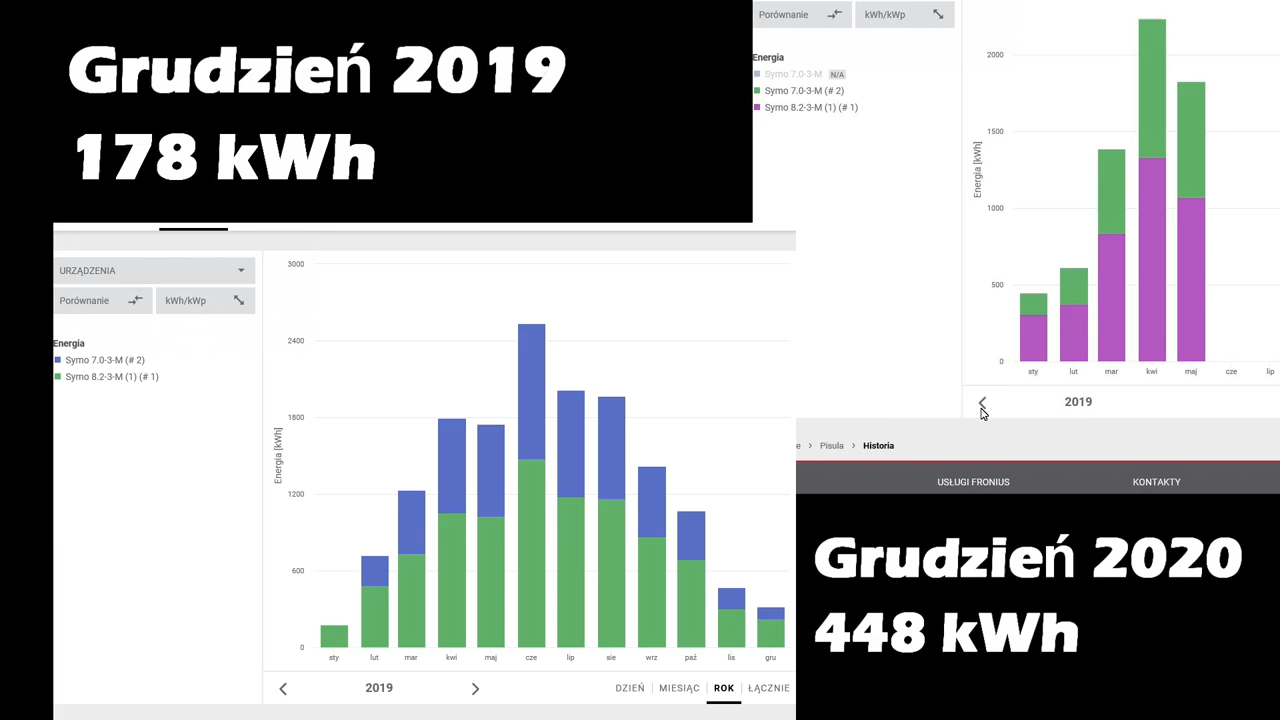 Grudzień 2019
178 kWh
Porównanie
kWh/kWp
Energia
Symo 7.0-3-M N/A
Symo 7.0-3-M (# 2)
Symo 8.2-3-M (1) (# 1)
Energia [kWh]
2000
1500
1000
500
0
sty lut mar kwi maj cze lip
2019
URZĄDZENIA
Porównanie
kWh/kWp
Energia
Symo 7.0-3-M (# 2)
Symo 8.2-3-M (1) (# 1)
Energia [kWh]
3000
2400
1800
1200
600
0
sty lut mar kwi maj cze lip sie wrz paź lis gru
2019
DZIEŃ MIESIĄC ROK ŁĄCZNIE
e > Pisula > Historia
USŁUGI FRONIUS
KONTAKTY
Grudzień 2020
448 kWh